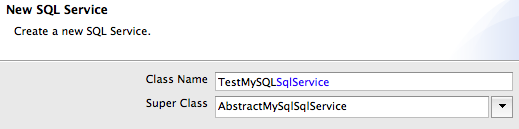 New SQL Service
Create a new SQL Service.
Class Name TestMySQLSqlService
Super Class AbstractMySqlSqlService